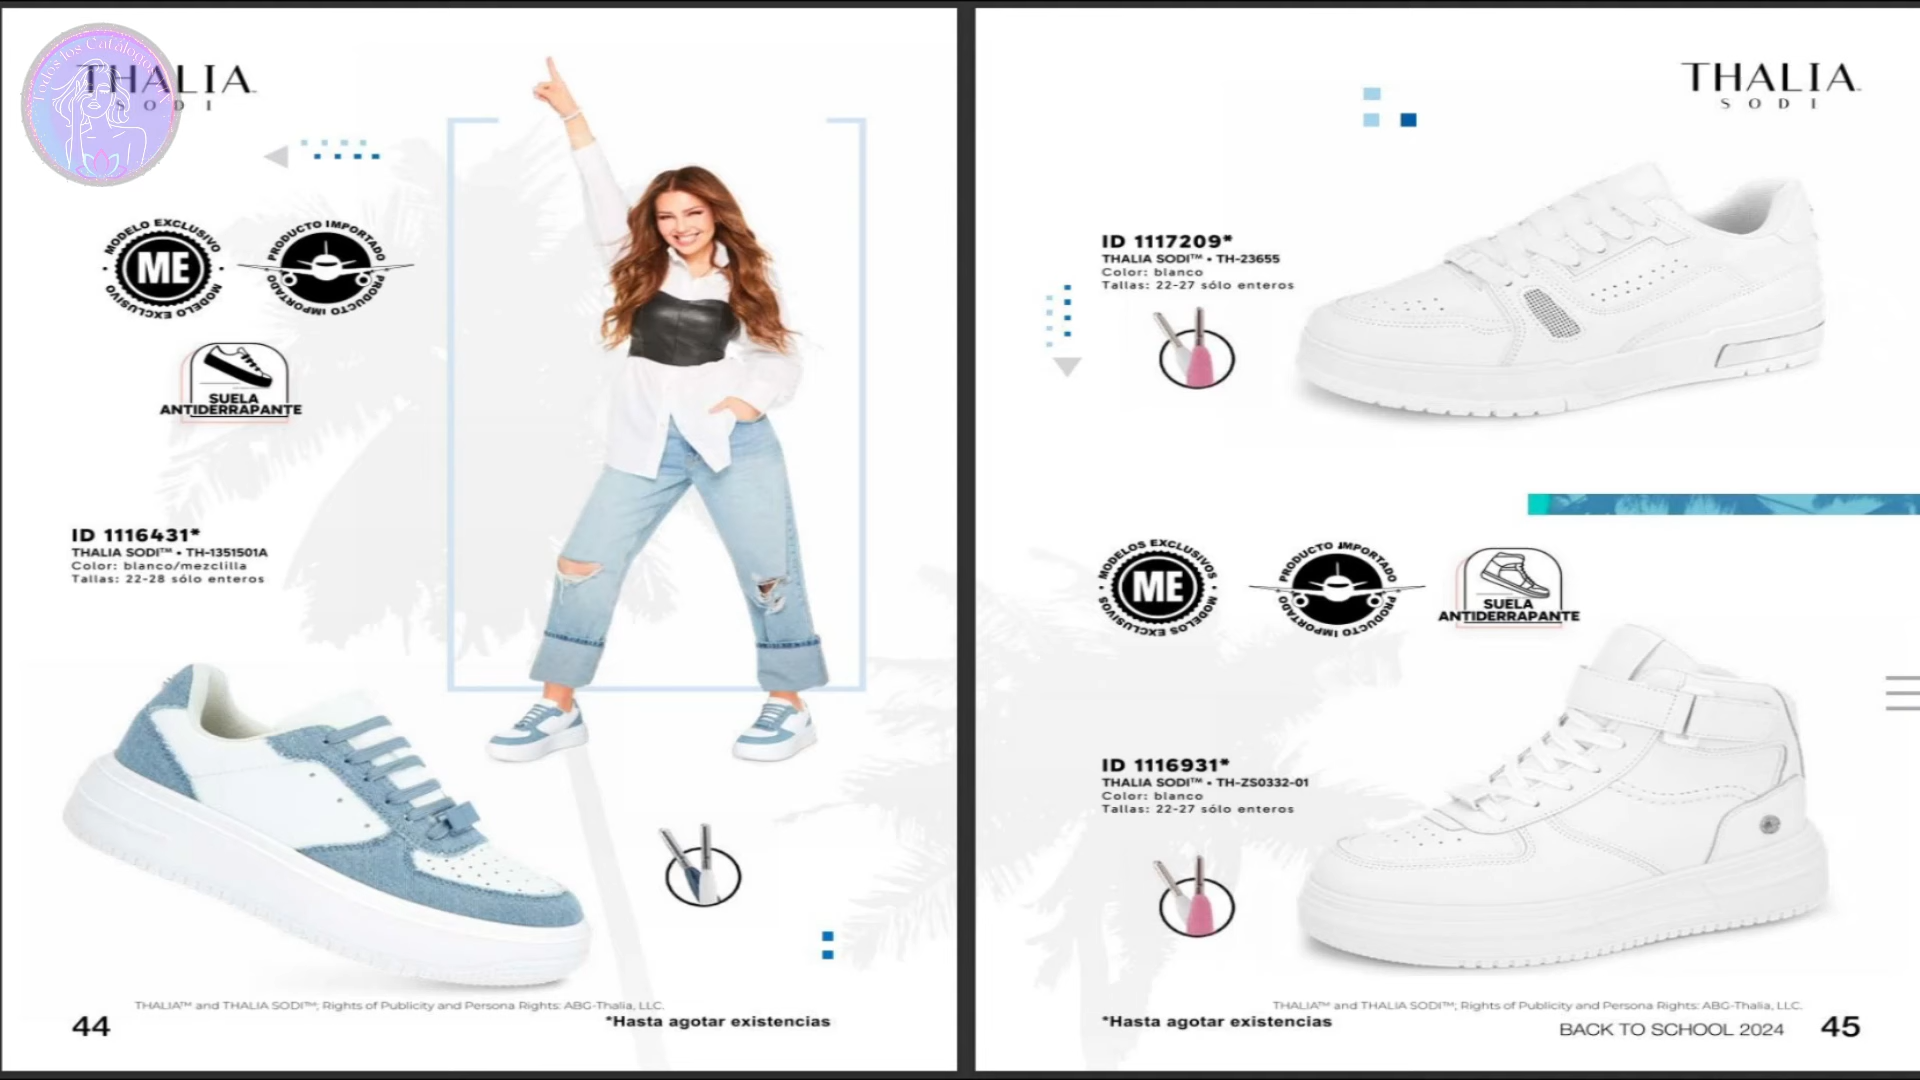 Todos los Catálogos
THALIA
SODI
MODELO EXCLUSIVO
ME
MODELO EXCLUSIVO
PRODUCTO IMPORTADO
PRODUCTO IMPORTADO
SUELA
ANTIDERRAPANTE
ID 1116431*
THALIA SODI™ • TH-1351501A
Color: blanco/mezclilla
Tallas: 22-28 sólo enteros
THALIA™ and THALIA SODI™; Rights of Publicity and Persona Rights: ABG-Thalia, LLC.
*Hasta agotar existencias
44
THALIA
SODI
ID 1117209*
THALIA SODI™ • TH-23655
Color: blanco
Tallas: 22-27 sólo enteros
MODELOS EXCLUSIVOS
ME
MODELOS EXCLUSIVOS
PRODUCTO IMPORTADO
PRODUCTO IMPORTADO
SUELA
ANTIDERRAPANTE
ID 1116931*
THALIA SODI™ • TH-ZS0332-01
Color: blanco
Tallas: 22-27 sólo enteros
THALIA™ and THALIA SODI™; Rights of Publicity and Persona Rights: ABG-Thalia, LLC.
*Hasta agotar existencias
BACK TO SCHOOL 2024 45